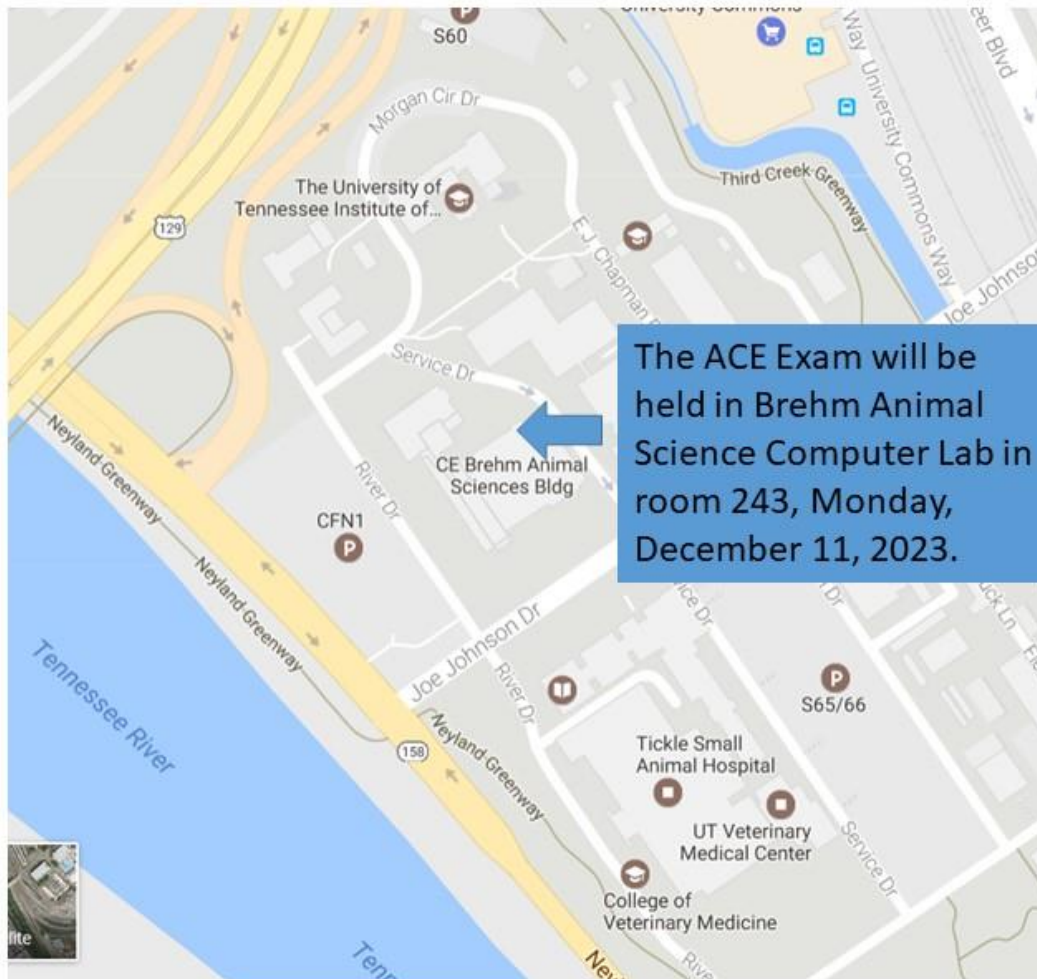 University Commons
S60
Way
University Commons Way
eer Blvd
Morgan Cir Dr
The University of
Tennessee Institute of...
Third Creek Greenway
129
E.J. Chapman
Joe Johnson
Service Dr
The ACE Exam will be
held in Brehm Animal
Science Computer Lab in
room 243, Monday,
December 11, 2023.
Neyland Greenway
CE Brehm Animal
Sciences Bldg
River Dr
CFN1
P
Neyland Greenway
Joe Johnson Dr
Tennessee River
River Dr
S65/66
P
158
Neyland Greenway
Tickle Small
Animal Hospital
UT Veterinary
Medical Center
Service Dr
College of
Veterinary Medicine